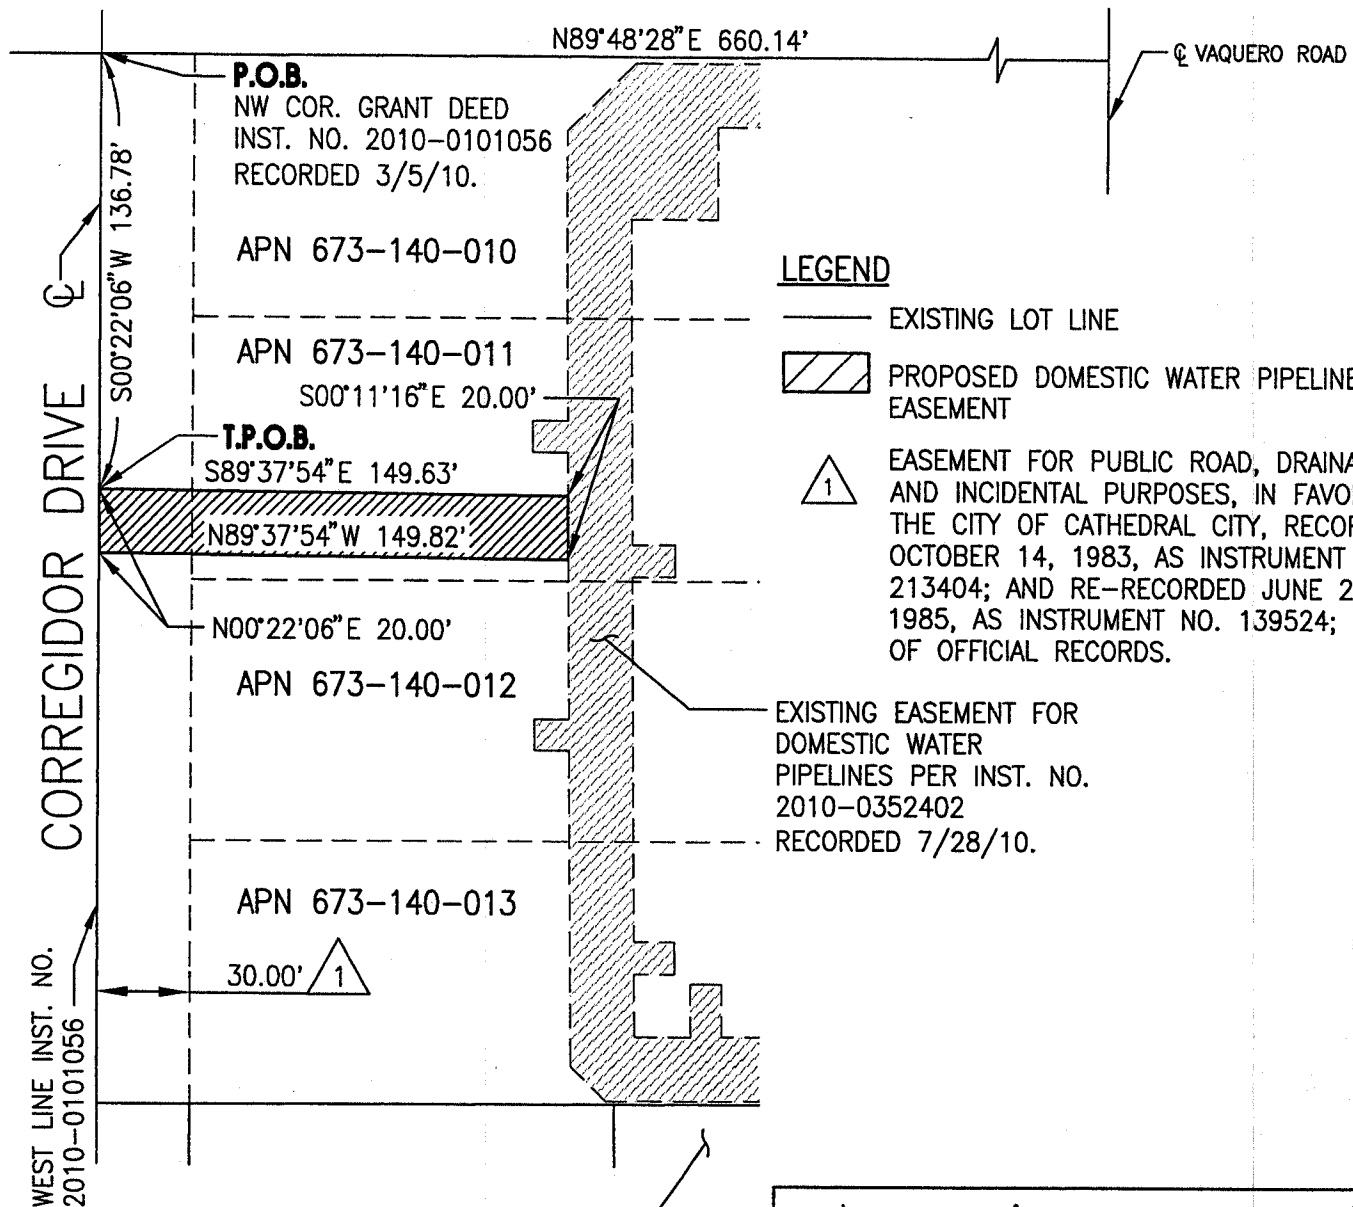 N89°48'28"E 660.14'
℄ VAQUERO ROAD
P.O.B.
NW COR. GRANT DEED
INST. NO. 2010-0101056
RECORDED 3/5/10.
S00°22'06"W 136.78'
℄
CORREGIDOR DRIVE
APN 673-140-010
APN 673-140-011
S00°11'16"E 20.00'
T.P.O.B.
S89°37'54"E 149.63'
N89°37'54"W 149.82'
N00°22'06"E 20.00'
APN 673-140-012
APN 673-140-013
30.00' 1
WEST LINE INST. NO.
2010-0101056
LEGEND
EXISTING LOT LINE
PROPOSED DOMESTIC WATER PIPELINE
EASEMENT
1
EASEMENT FOR PUBLIC ROAD,
AND INCIDENTAL PURPOSES, IN
THE CITY OF CATHEDRAL CITY,
OCTOBER 14, 1983, AS INSTRUMENT
213404; AND RE-RECORDED JUNE
1985, AS INSTRUMENT NO. 139524;
OF OFFICIAL RECORDS.
EXISTING EASEMENT FOR
DOMESTIC WATER
PIPELINES PER INST. NO.
2010-0352402
RECORDED 7/28/10.